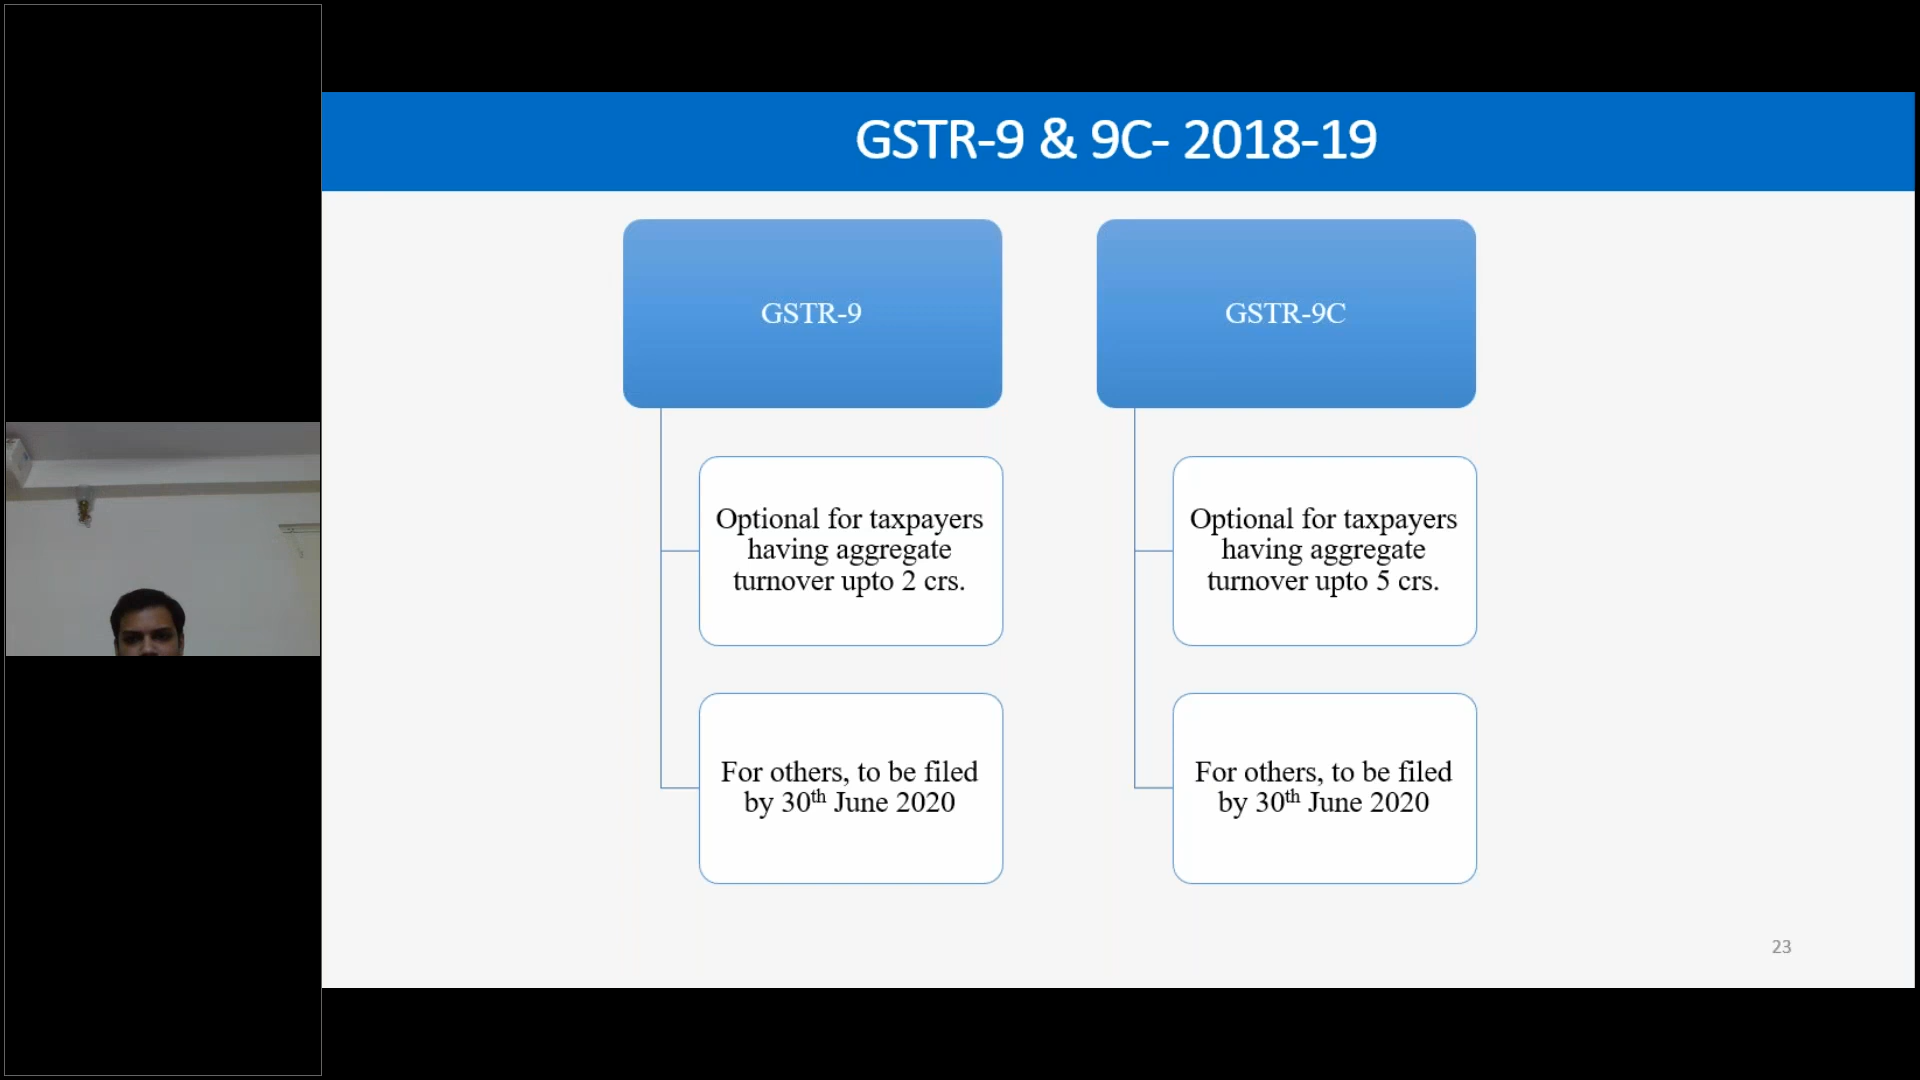 GSTR-9 & 9C- 2018-19
GSTR-9
Optional for taxpayers
having aggregate
turnover upto 2 crs.
For others, to be filed
by 30th June 2020
GSTR-9C
Optional for taxpayers
having aggregate
turnover upto 5 crs.
For others, to be filed
by 30th June 2020
23